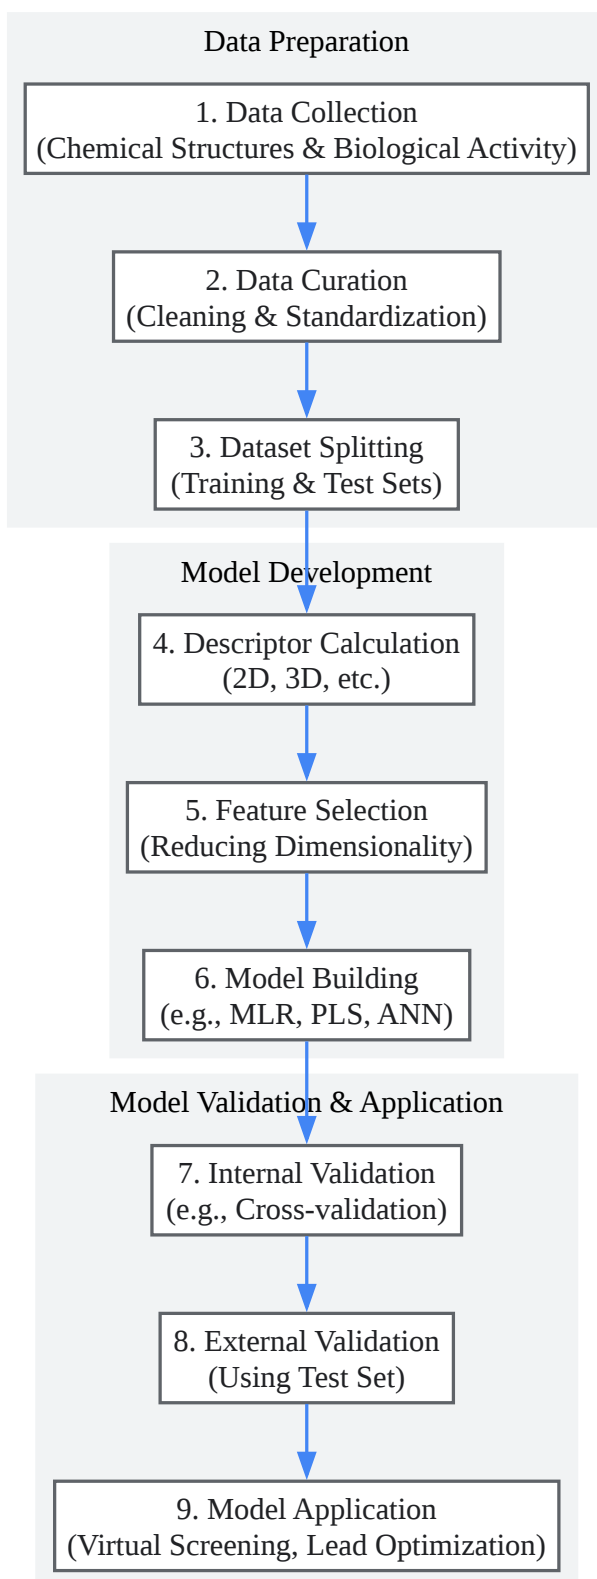 Data Preparation
1. Data Collection
(Chemical Structures & Biological Activity)
2. Data Curation
(Cleaning & Standardization)
3. Dataset Splitting
(Training & Test Sets)
Model Development
4. Descriptor Calculation
(2D, 3D, etc.)
5. Feature Selection
(Reducing Dimensionality)
6. Model Building
(e.g., MLR, PLS, ANN)
Model Validation & Application
7. Internal Validation
(e.g., Cross-validation)
8. External Validation
(Using Test Set)
9. Model Application
(Virtual Screening, Lead Optimization)